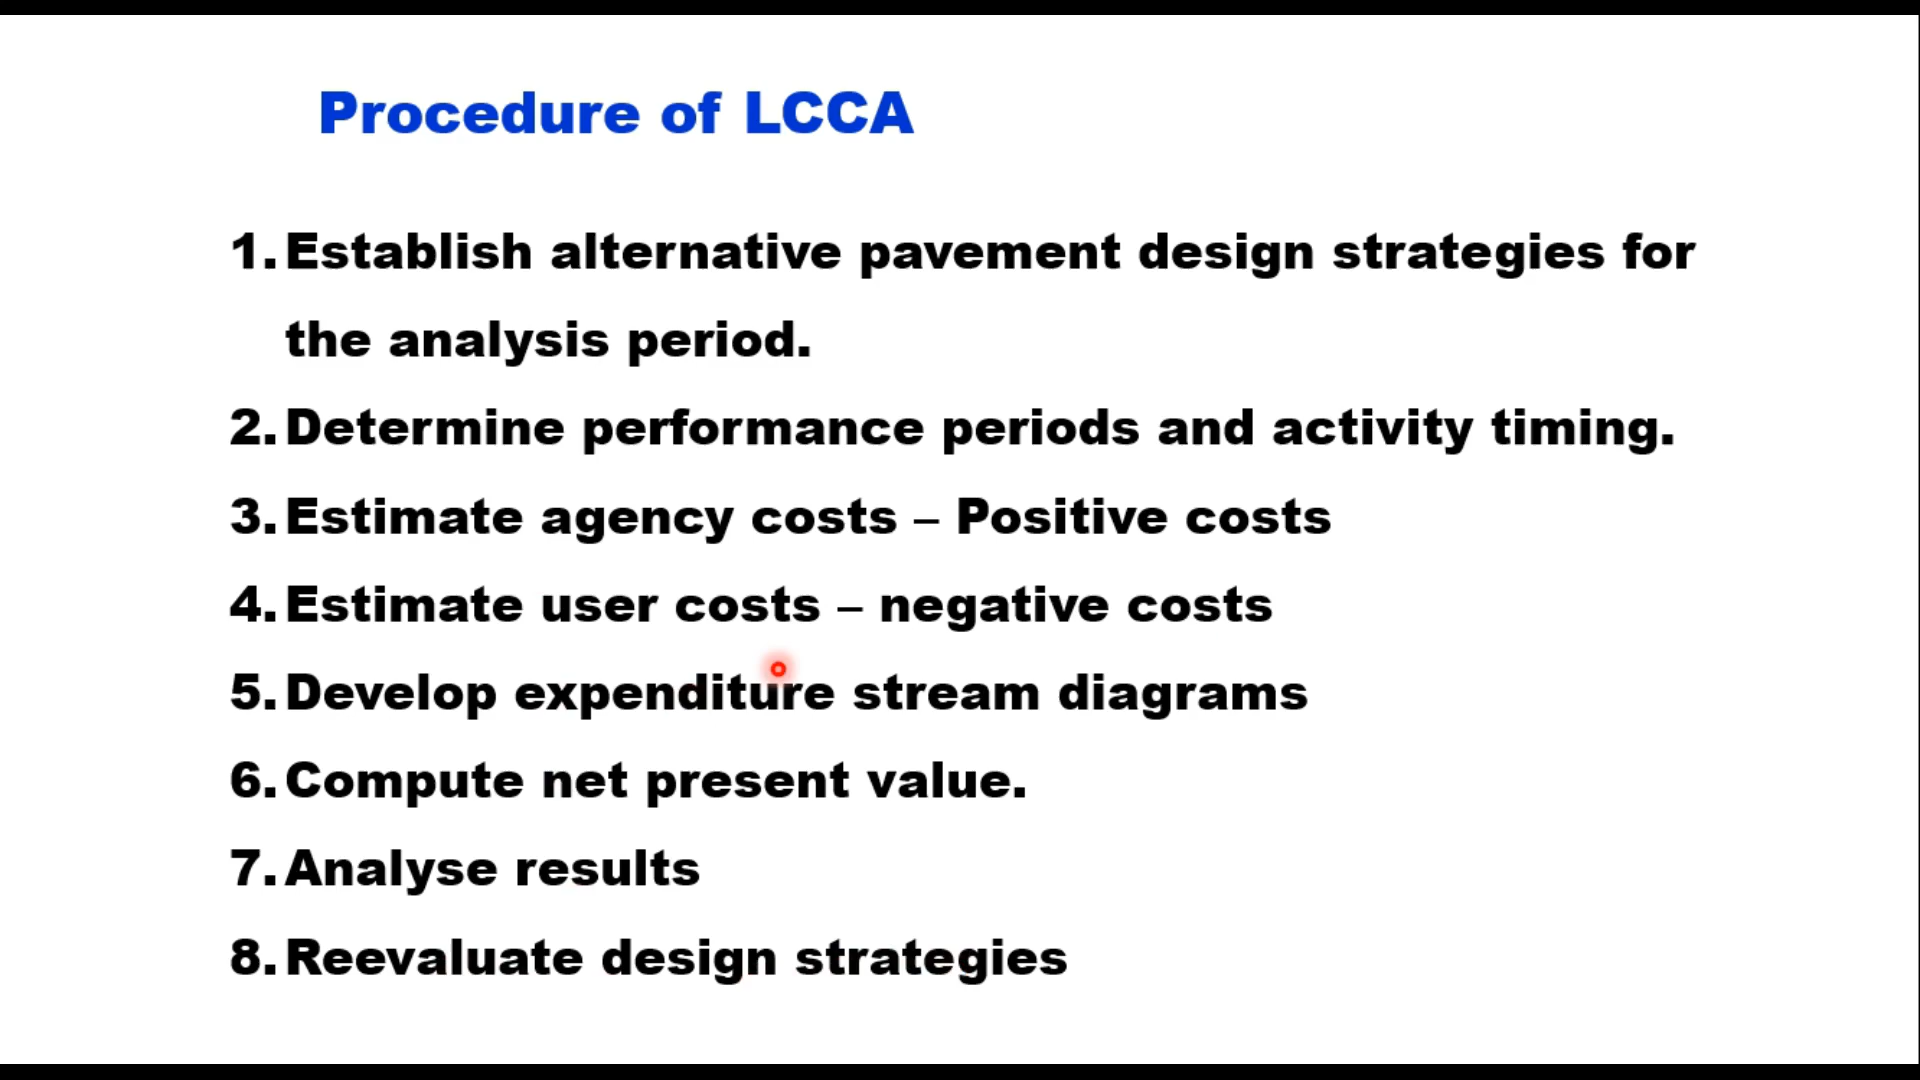 Procedure of LCCA
1. Establish alternative pavement design strategies for
the analysis period.
2. Determine performance periods and activity timing.
3. Estimate agency costs – Positive costs
4. Estimate user costs – negative costs
5. Develop expenditure stream diagrams
6. Compute net present value.
7. Analyse results
8. Reevaluate design strategies